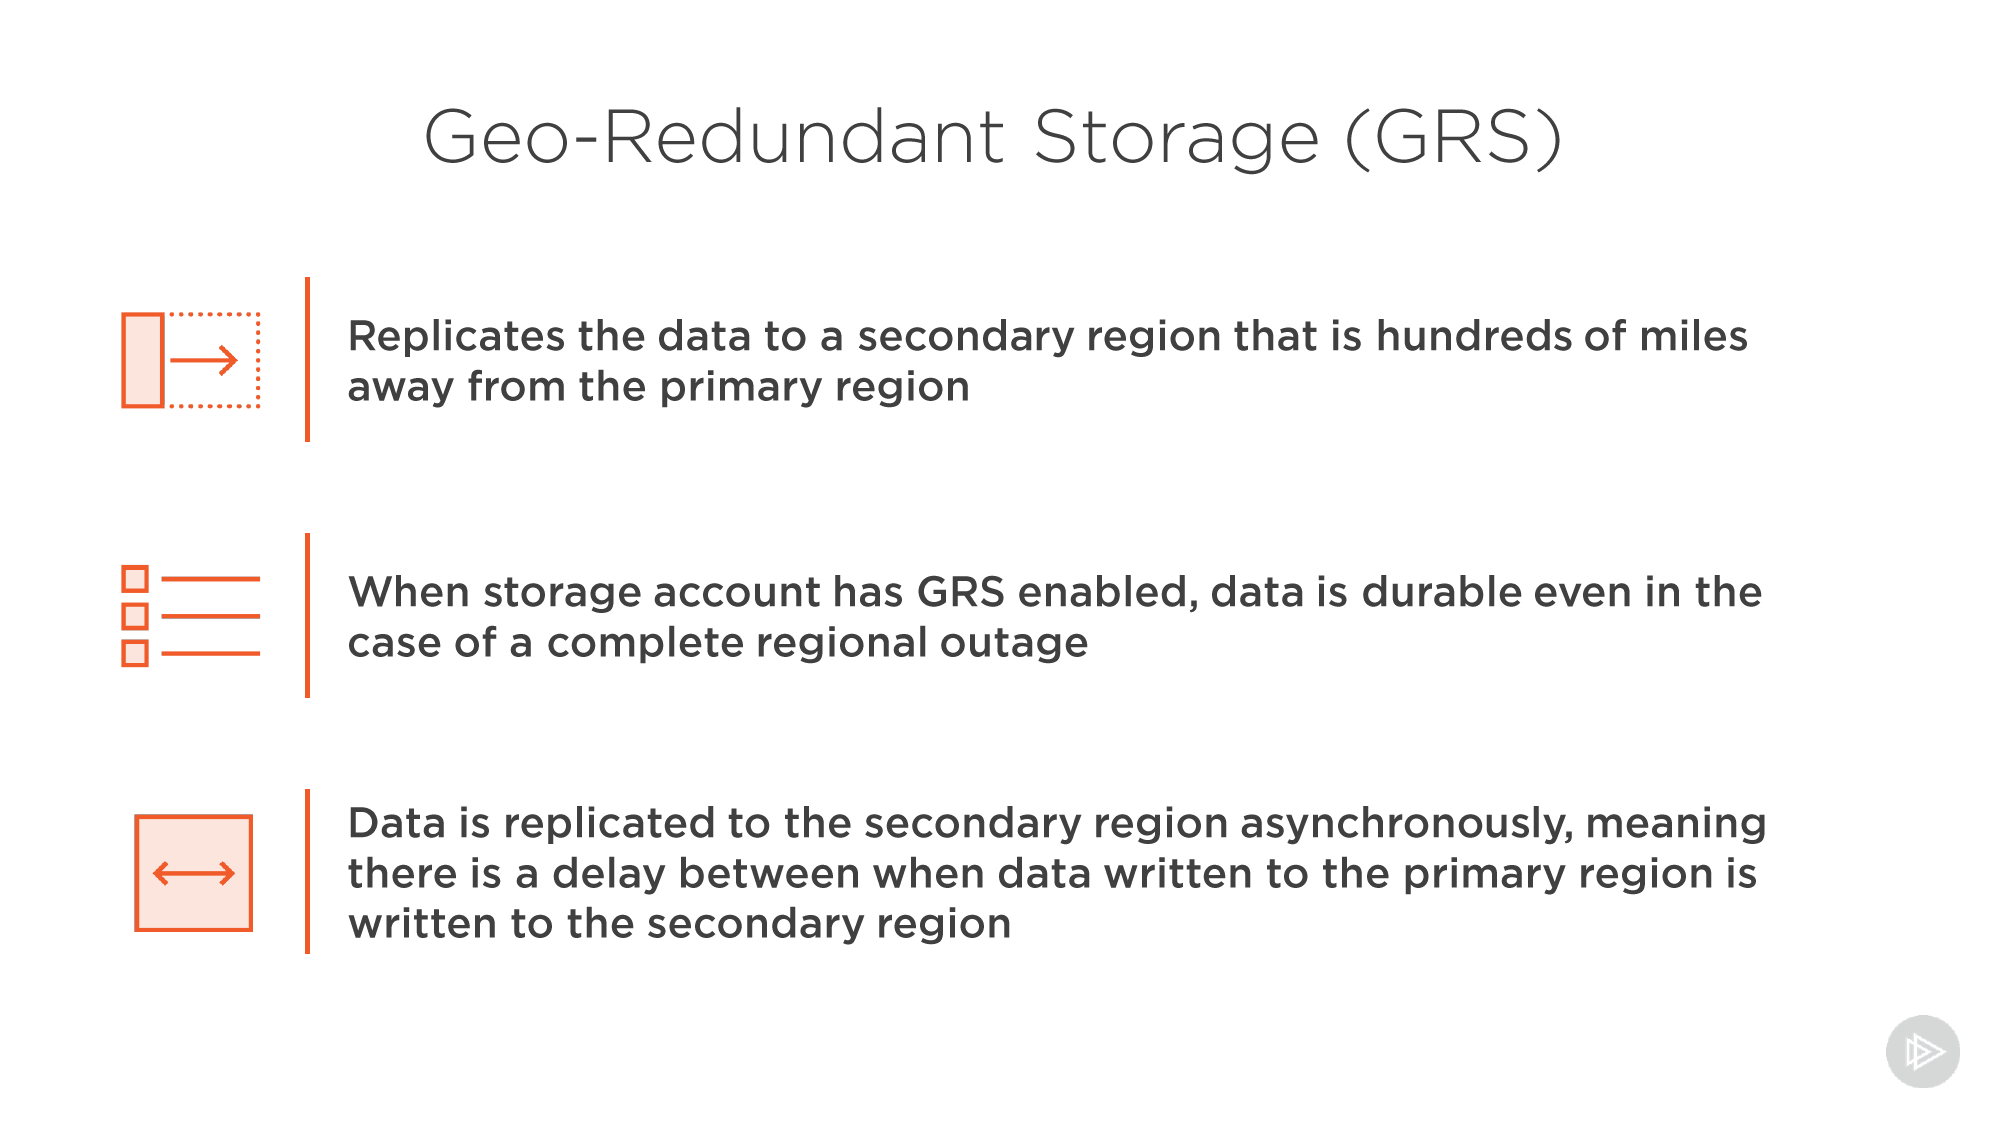 Geo-Redundant Storage (GRS)
Replicates the data to a secondary region that is hundreds of miles
away from the primary region
When storage account has GRS enabled, data is durable even in the
case of a complete regional outage
Data is replicated to the secondary region asynchronously, meaning
there is a delay between when data written to the primary region is
written to the secondary region